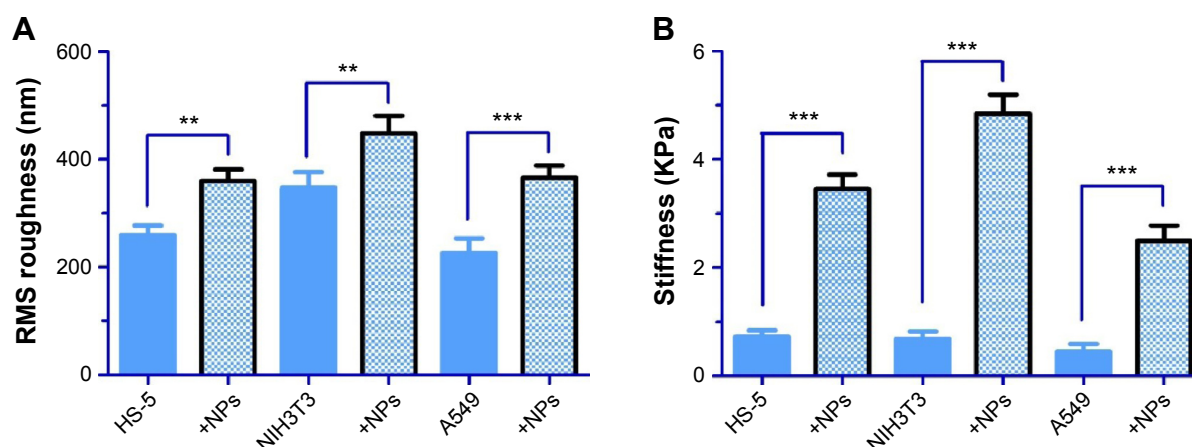 A
RMS roughness (nm)
600
400
200
0
**
**
***
HS-5
+NPs
NIH3T3
+NPs
A549
+NPs
B
Stiffness (KPa)
6
4
2
0
***
***
***
HS-5
+NPs
NIH3T3
+NPs
A549
+NPs